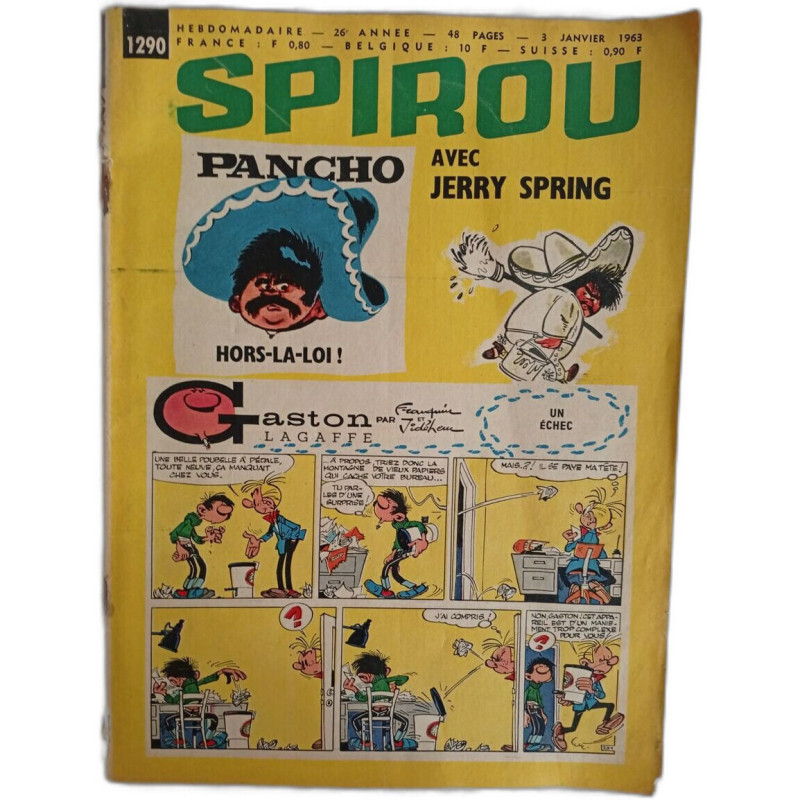 1290
HEBDOMADAIRE — 26e ANNEE — 48 PAGES — 3 JANVIER 1963
FRANCE : F 0,80 — BELGIQUE : 10 F — SUISSE : 0,90 F
SPIROU
PANCHO
HORS-LA-LOI !
AVEC
JERRY SPRING
Gaston
LAGAFFE
PAR Franquin
ET Jidéhem
UN
ÉCHEC
UNE BELLE POUBELLE À PÉDALE,
TOUTE NEUVE, ÇA MANQUAIT
CHEZ VOUS.
À PROPOS, TRIEZ DONC LA
MONTAGNE DE VIEUX PAPIERS
QUI CACHE VOTRE BUREAU...
TU PAR-
LES D'UNE
SURPRISE
MAIS..?! IL SE PAYE MA TÊTE !
?
J'AI COMPRIS !
?
NON, GASTON : CET APPA-
REIL EST D'UN MANIE-
MENT TROP COMPLEXE
POUR VOUS !
?